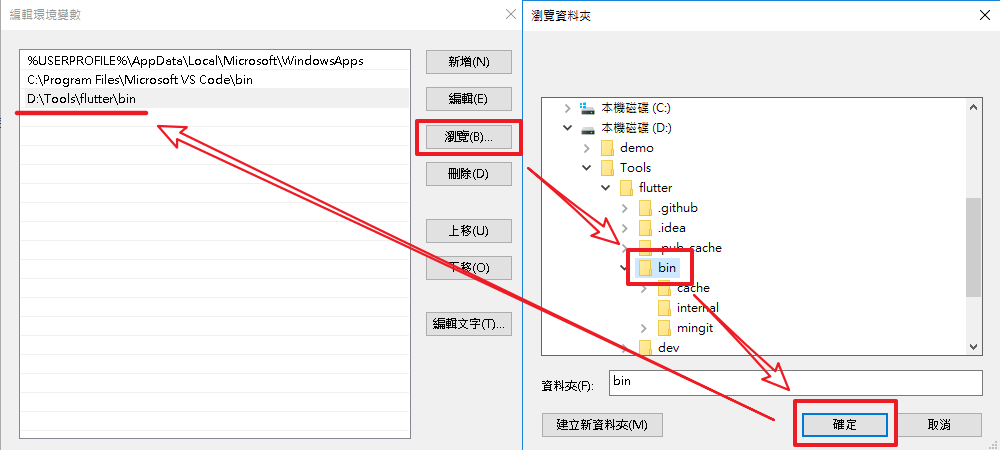 編輯環境變數
%USERPROFILE%\AppData\Local\Microsoft\WindowsApps
C:\Program Files\Microsoft VS Code\bin
D:\Tools\flutter\bin
新增(N)
編輯(E)
瀏覽(B)...
刪除(D)
上移(U)
下移(O)
編輯文字(T)...
瀏覽資料夾
本機磁碟 (C:)
本機磁碟 (D:)
demo
Tools
flutter
.github
.idea
.pub-cache
bin
cache
internal
mingit
dev
資料夾(F):
bin
建立新資料夾(M)
確定
取消